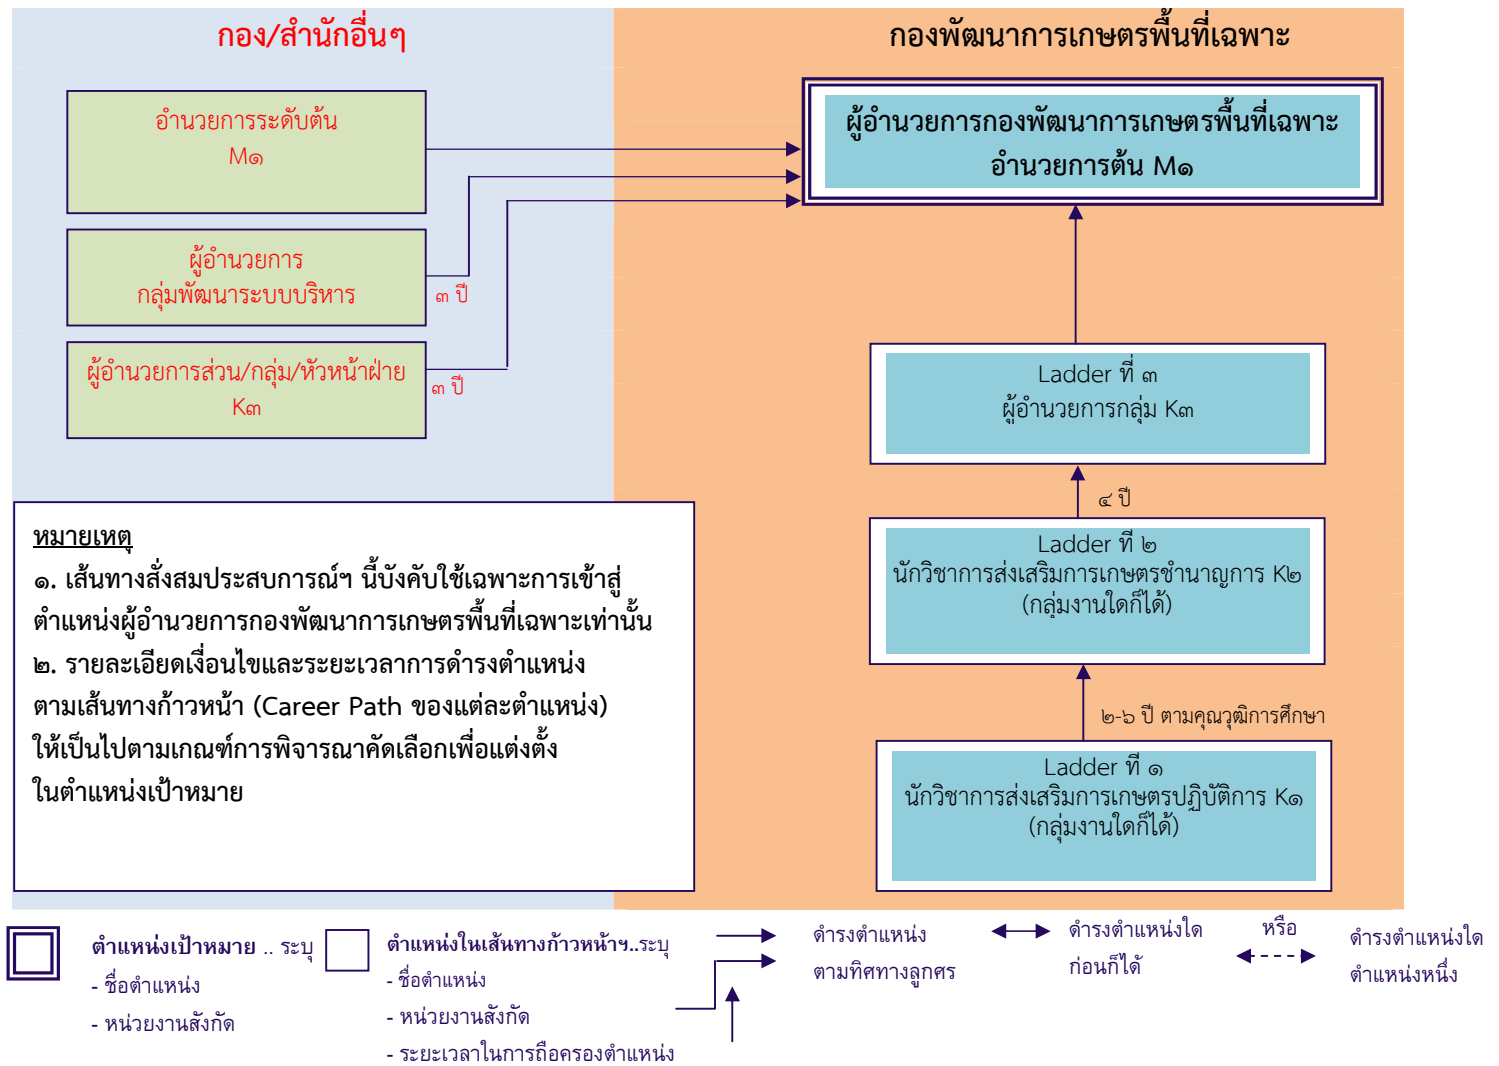 กอง/สำนักอื่นๆ
อำนวยการระดับต้น
M๑
ผู้อำนวยการ
กลุ่มพัฒนาระบบบริหาร
๓ ปี
ผู้อำนวยการส่วน/กลุ่ม/หัวหน้าฝ่าย
K๓
๓ ปี
กองพัฒนาการเกษตรพื้นที่เฉพาะ
ผู้อำนวยการกองพัฒนาการเกษตรพื้นที่เฉพาะ
อำนวยการต้น M๑
Ladder ที่ ๓
ผู้อำนวยการกลุ่ม K๓
๔ ปี
Ladder ที่ ๒
นักวิชาการส่งเสริมการเกษตรชำนาญการ K๒
(กลุ่มงานใดก็ได้)
๒-๖ ปี ตามคุณวุฒิการศึกษา
Ladder ที่ ๑
นักวิชาการส่งเสริมการเกษตรปฏิบัติการ K๑
(กลุ่มงานใดก็ได้)
หมายเหตุ
๑. เส้นทางสั่งสมประสบการณ์ฯ นี้บังคับใช้เฉพาะการเข้าสู่
ตำแหน่งผู้อำนวยการกองพัฒนาการเกษตรพื้นที่เฉพาะเท่านั้น
๒. รายละเอียดเงื่อนไขและระยะเวลาการดำรงตำแหน่ง
ตามเส้นทางก้าวหน้า (Career Path ของแต่ละตำแหน่ง)
ให้เป็นไปตามเกณฑ์การพิจารณาคัดเลือกเพื่อแต่งตั้ง
ในตำแหน่งเป้าหมาย
ตำแหน่งเป้าหมาย .. ระบุ
- ชื่อตำแหน่ง
- หน่วยงานสังกัด
ตำแหน่งในเส้นทางก้าวหน้าฯ..ระบุ
- ชื่อตำแหน่ง
- หน่วยงานสังกัด
- ระยะเวลาในการถือครองตำแหน่ง
ดำรงตำแหน่ง
ตามทิศทางลูกศร
ดำรงตำแหน่งใด
ก่อนก็ได้
หรือ
ดำรงตำแหน่งใด
ตำแหน่งหนึ่ง